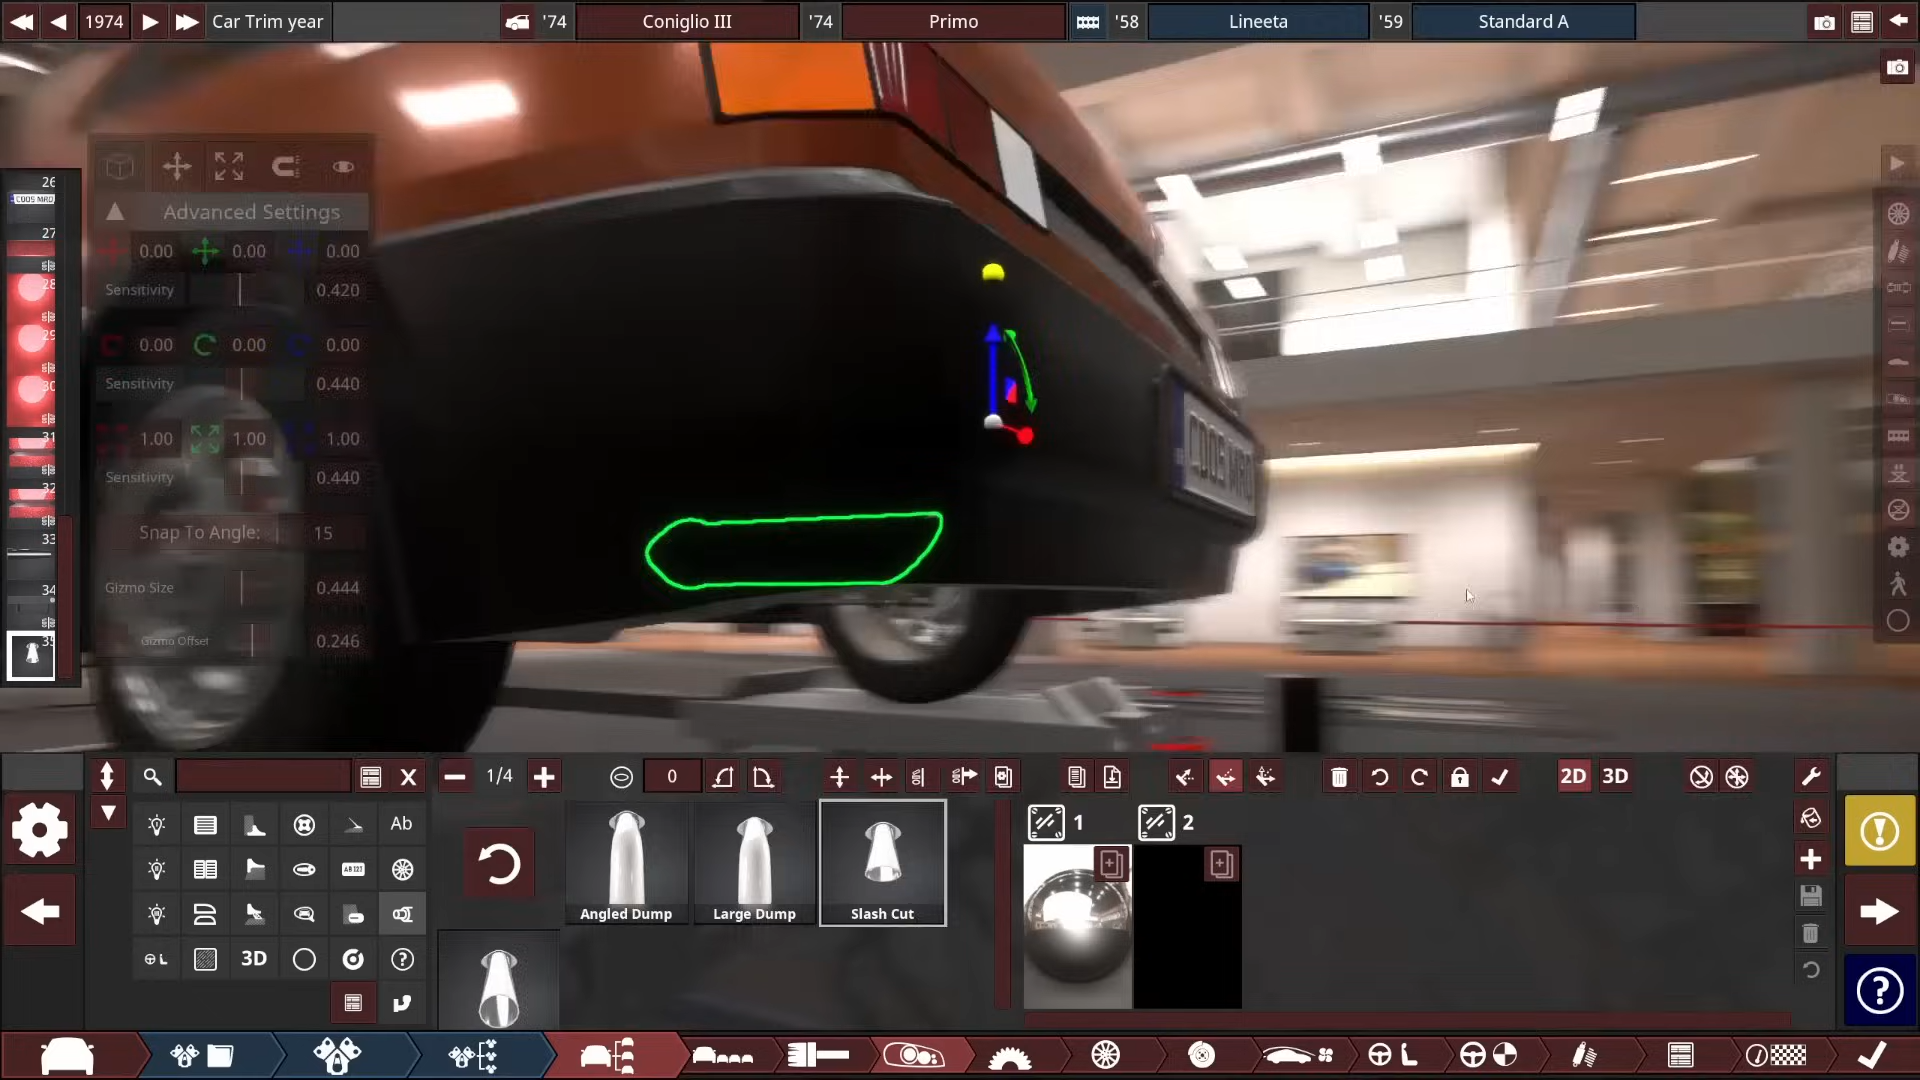 1974
Car Trim year
'74
Coniglio III
'74
Primo
'58
Lineeta
'59
Standard A
26
27
28
29
30
31
32
33
34
35
Advanced Settings
0.00
0.00
0.00
Sensitivity
0.420
0.00
0.00
0.00
Sensitivity
0.440
1.00
1.00
1.00
Sensitivity
0.440
Snap To Angle:
15
Gizmo Size
0.444
Gizmo Offset
0.246
X
1/4
0
2D
3D
Ab
AB 123
3D
Angled Dump
Large Dump
Slash Cut
1
2